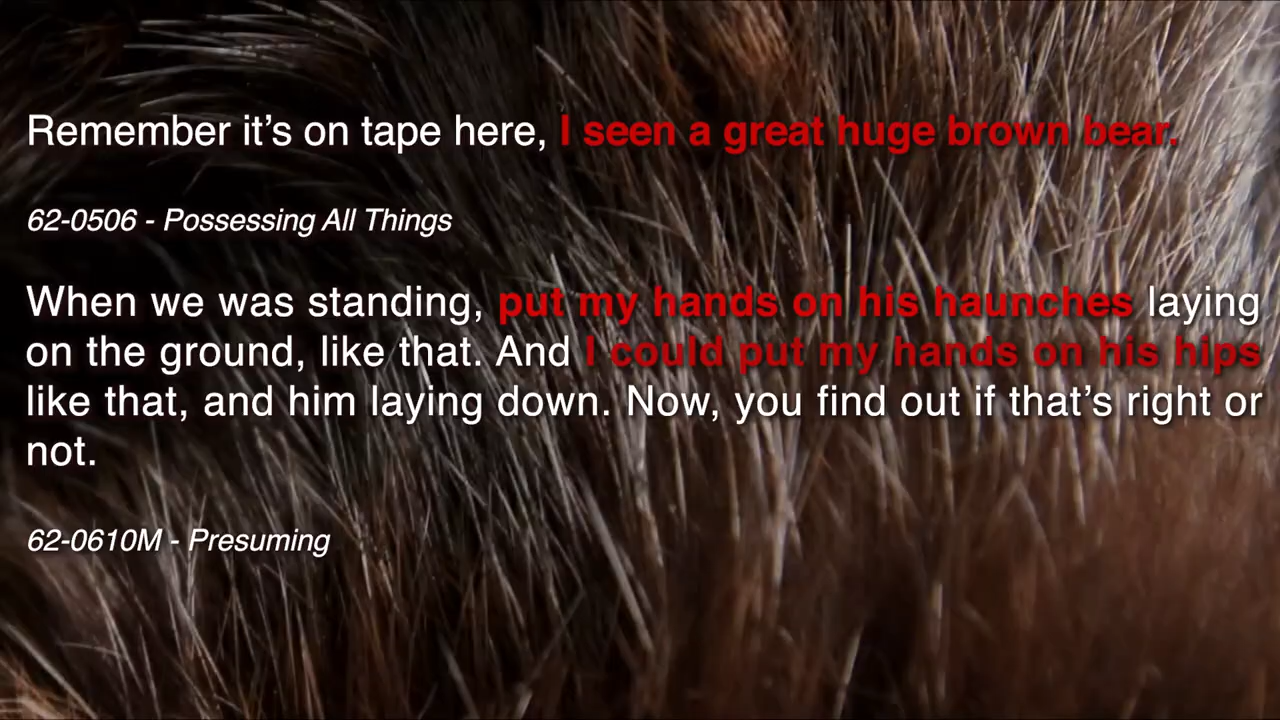 Remember it's on tape here, I seen a great huge brown bear.
62-0506 - Possessing All Things
When we was standing, put my hands on his haunches laying
on the ground, like that. And I could put my hands on his hips
like that, and him laying down. Now, you find out if that's right or
not.
62-0610M - Presuming